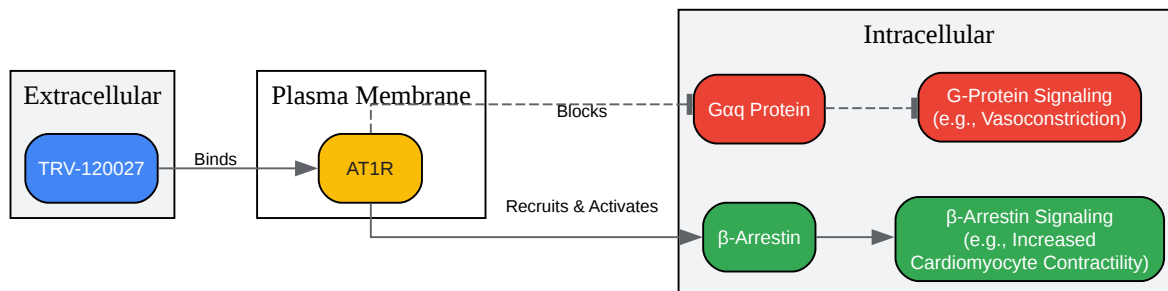 Extracellular
TRV-120027
Binds
Plasma Membrane
AT1R
Blocks
Recruits & Activates
Intracellular
Gαq Protein
G-Protein Signaling
(e.g., Vasoconstriction)
β-Arrestin
β-Arrestin Signaling
(e.g., Increased
Cardiomyocyte Contractility)